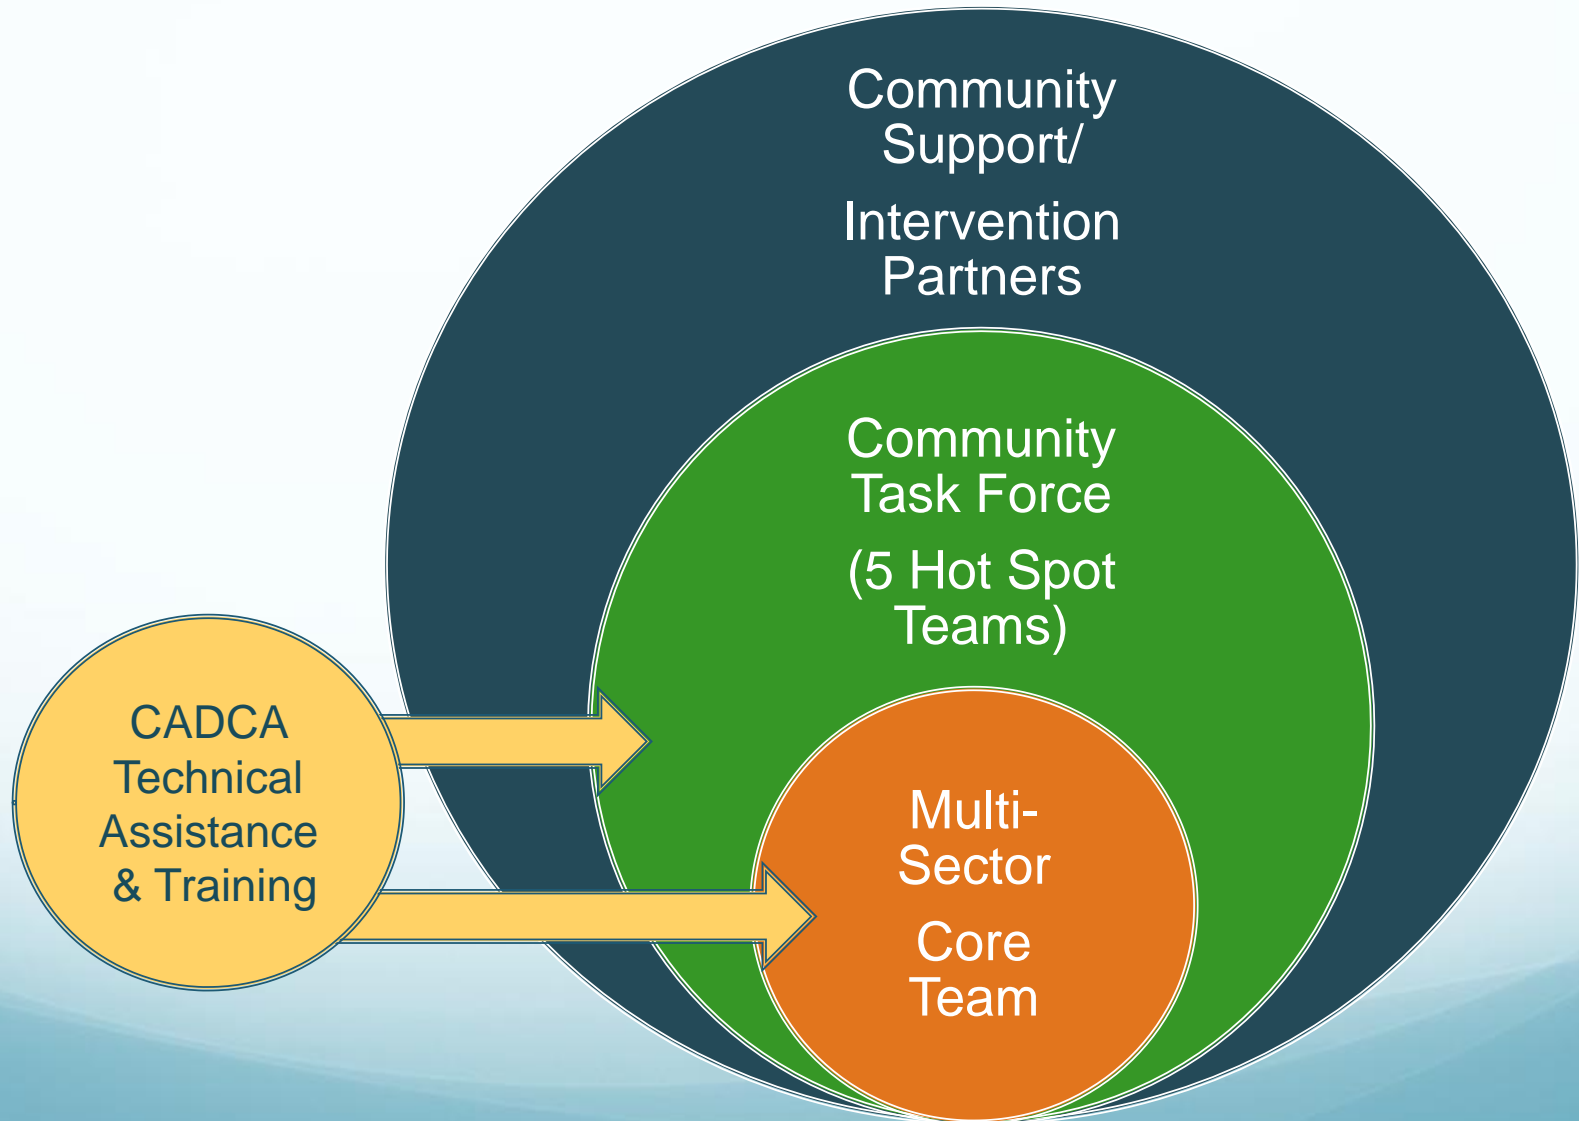 Community
Support/
Intervention
Partners
Community
Task Force
(5 Hot Spot
Teams)
CADCA
Technical
Assistance
& Training
Multi-
Sector
Core
Team